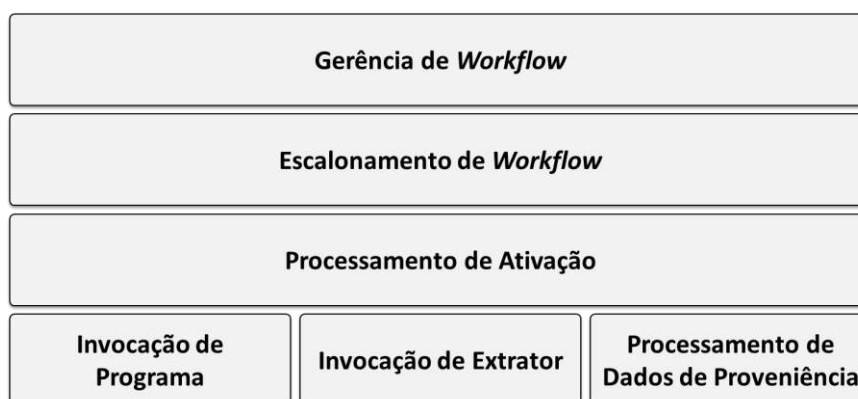 Gerência de Workflow
Escalonamento de Workflow
Processamento de Ativação
Invocação de
Programa
Invocação de Extrator
Processamento de
Dados de Proveniência